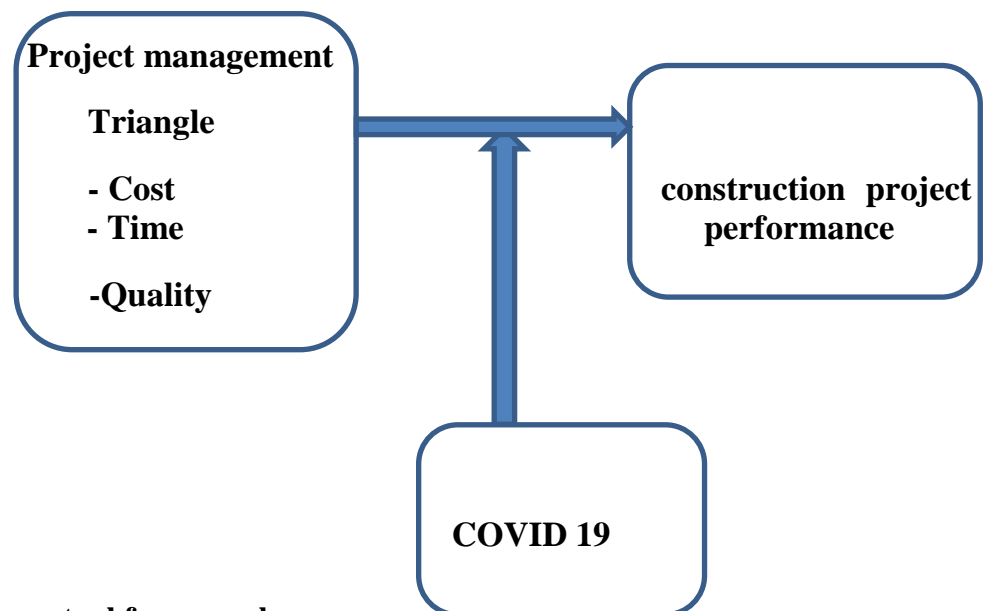 Project management
Triangle
- Cost
- Time
-Quality
construction project
performance
COVID 19